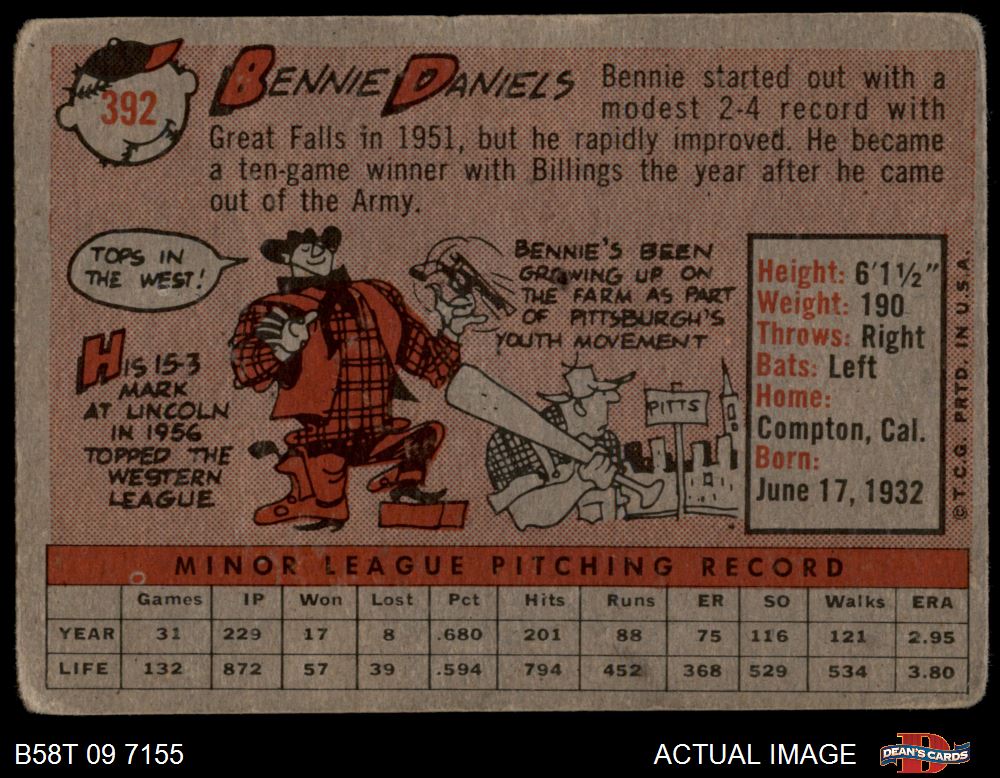 392
BENNIE DANIELS
Bennie started out with a
modest 2-4 record with
Great Falls in 1951, but he rapidly improved. He became
a ten-game winner with Billings the year after he came
out of the Army.
TOPS IN
THE WEST!
HIS 15-3
MARK
AT LINCOLN
IN 1956
TOPPED THE
WESTERN
LEAGUE
BENNIE'S BEEN
GROWING UP ON
THE FARM AS PART
OF PITTSBURGH'S
YOUTH MOVEMENT
PITTS
Height: 6'1½"
Weight: 190
Throws: Right
Bats: Left
Home:
Compton, Cal.
Born:
June 17, 1932
©T.C.G. PRTD. IN U.S.A.
MINOR LEAGUE PITCHING RECORD
Games IP Won Lost Pct Hits Runs ER SO Walks ERA
YEAR 31 229 17 8 .680 201 88 75 116 121 2.95
LIFE 132 872 57 39 .594 794 452 368 529 534 3.80
B58T 09 7155
ACTUAL IMAGE
DEAN'S CARDS